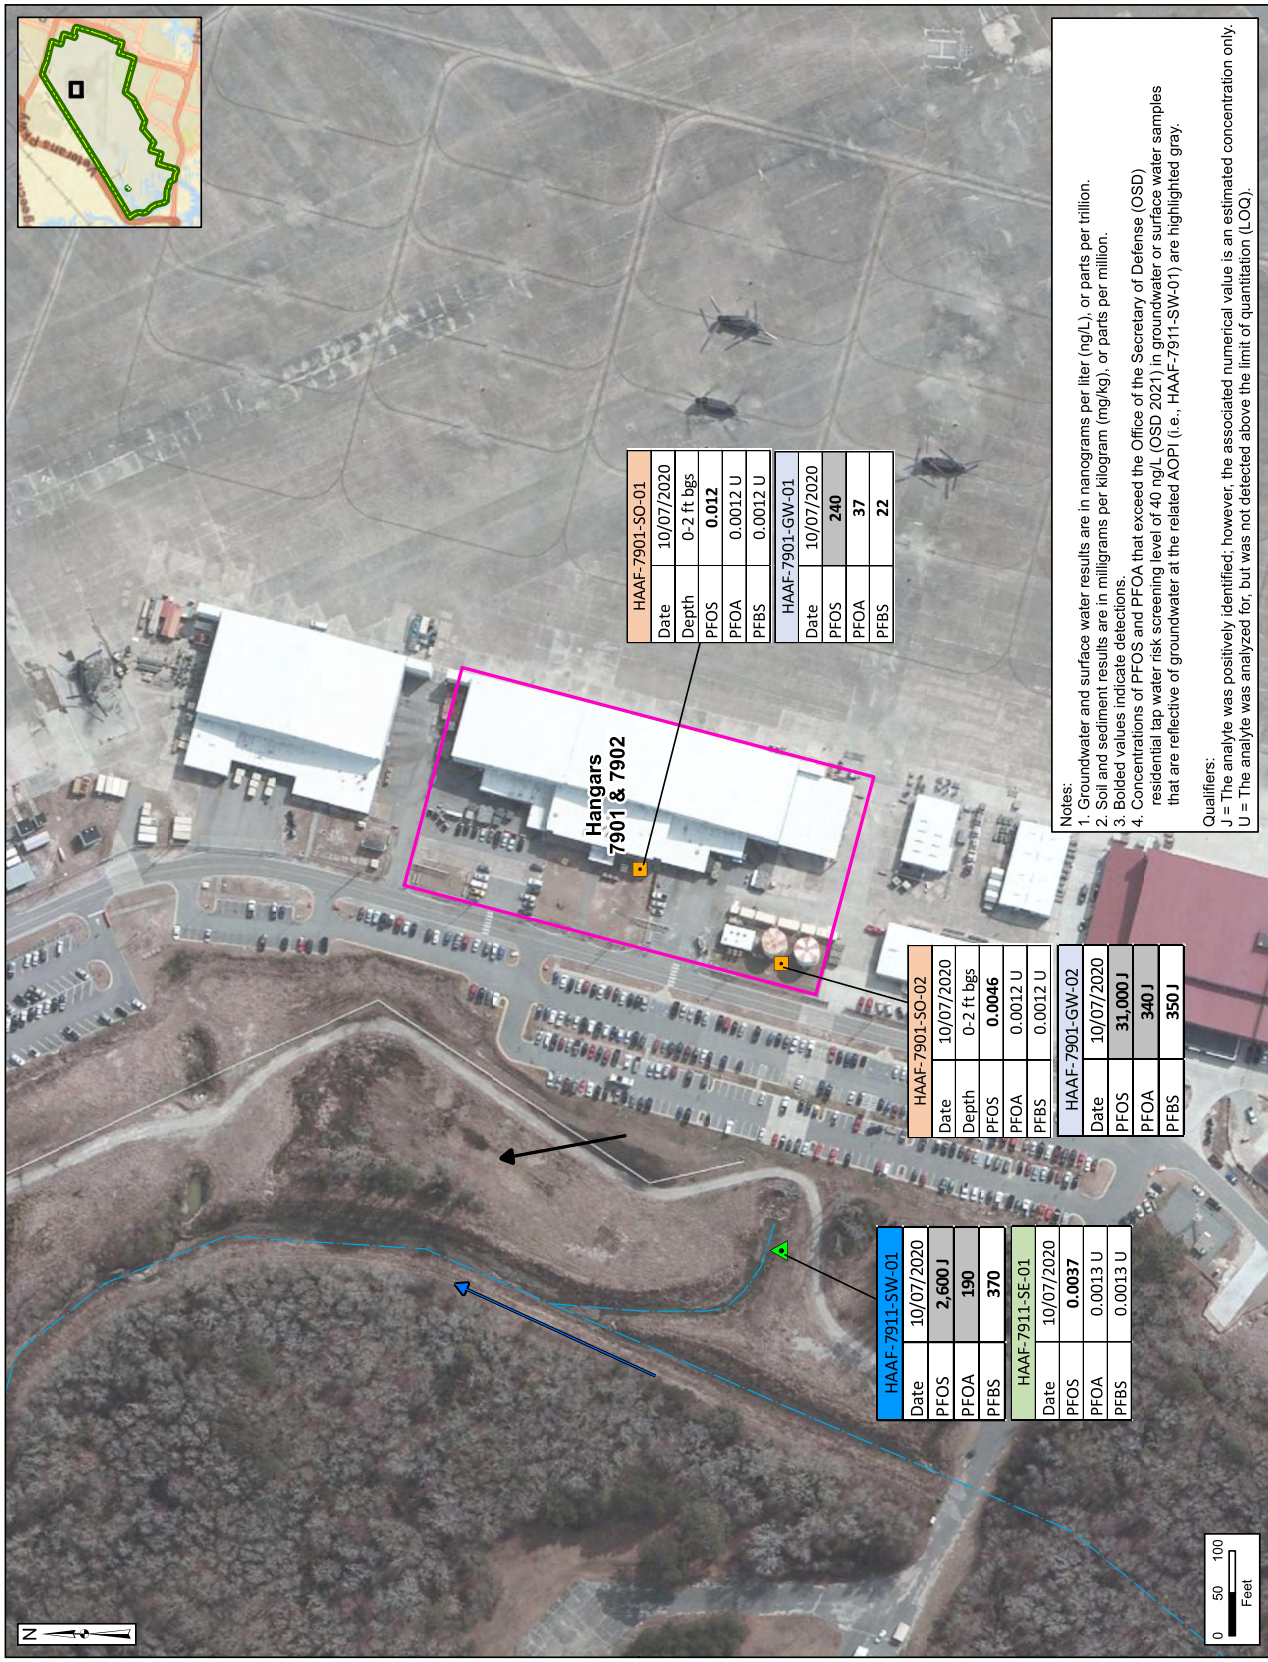 N
Veterans Pkwy
Hangars
7901 & 7902
HAAF-7911-SW-01
Date 10/07/2020
PFOS 2,600 J
PFOA 190
PFBS 370
HAAF-7911-SE-01
Date 10/07/2020
PFOS 0.0037
PFOA 0.0013 U
PFBS 0.0013 U
HAAF-7901-SO-02
Date 10/07/2020
Depth 0-2 ft bgs
PFOS 0.0046
PFOA 0.0012 U
PFBS 0.0012 U
HAAF-7901-GW-02
Date 10/07/2020
PFOS 31,000 J
PFOA 340 J
PFBS 350 J
HAAF-7901-SO-01
Date 10/07/2020
Depth 0-2 ft bgs
PFOS 0.012
PFOA 0.0012 U
PFBS 0.0012 U
HAAF-7901-GW-01
Date 10/07/2020
PFOS 240
PFOA 37
PFBS 22
0 50 100
Feet
Notes:
1. Groundwater and surface water results are in nanograms per liter (ng/L), or parts per trillion.
2. Soil and sediment results are in milligrams per kilogram (mg/kg), or parts per million.
3. Bolded values indicate detections.
4. Concentrations of PFOS and PFOA that exceed the Office of the Secretary of Defense (OSD)
residential tap water risk screening level of 40 ng/L (OSD 2021) in groundwater or surface water samples
that are reflective of groundwater at the related AOPI (i.e., HAAF-7911-SW-01) are highlighted gray.
Qualifiers:
J = The analyte was positively identified; however, the associated numerical value is an estimated concentration only.
U = The analyte was analyzed for, but was not detected above the limit of quantitation (LOQ).